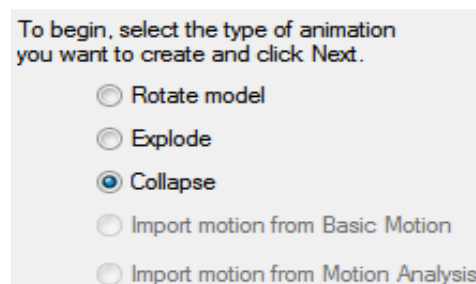 To begin, select the type of animation
you want to create and click Next.
Rotate model
Explode
Collapse
Import motion from Basic Motion
Import motion from Motion Analysis